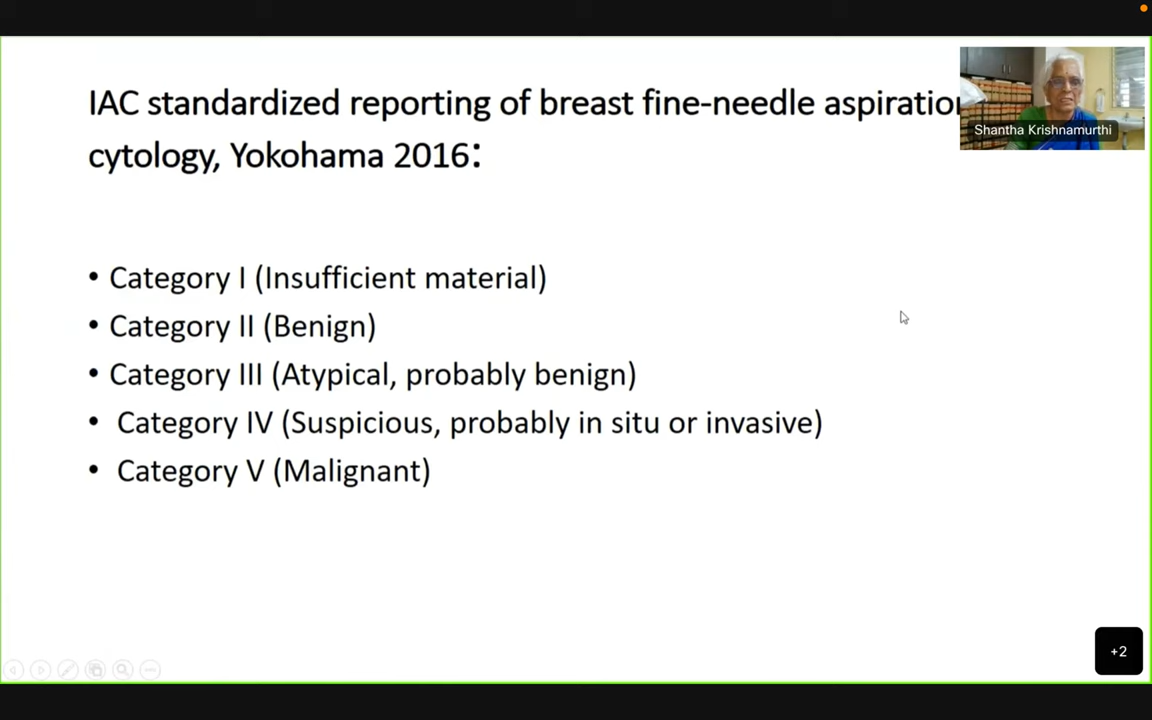 IAC standardized reporting of breast fine-needle aspiration
cytology, Yokohama 2016:
Shantha Krishnamurthi
• Category I (Insufficient material)
• Category II (Benign)
• Category III (Atypical, probably benign)
• Category IV (Suspicious, probably in situ or invasive)
• Category V (Malignant)
+2